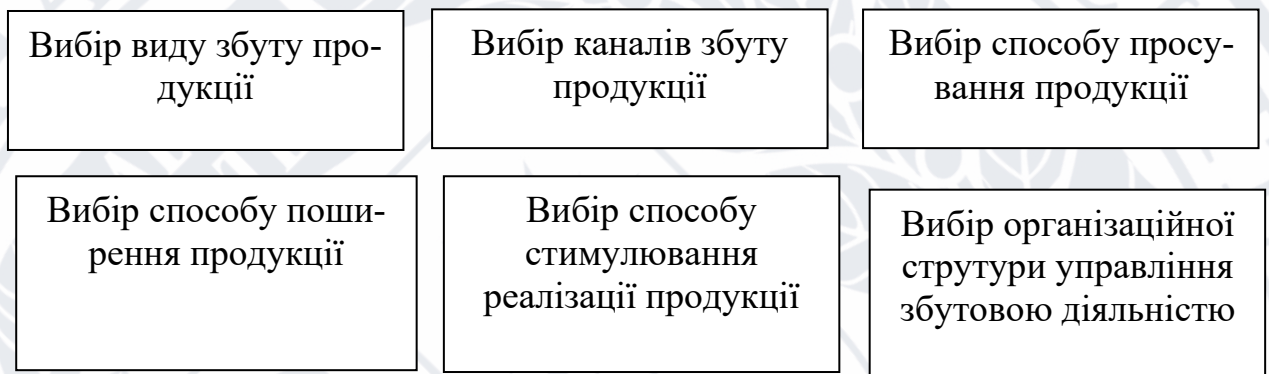 Вибір виду збуту про-
дукції
Вибір каналів збуту
продукції
Вибір способу просу-
вання продукції
Вибір способу поши-
рення продукції
Вибір способу
стимулювання
реалізації продукції
Вибір організаційної
струтури управління
збутовою діяльністю